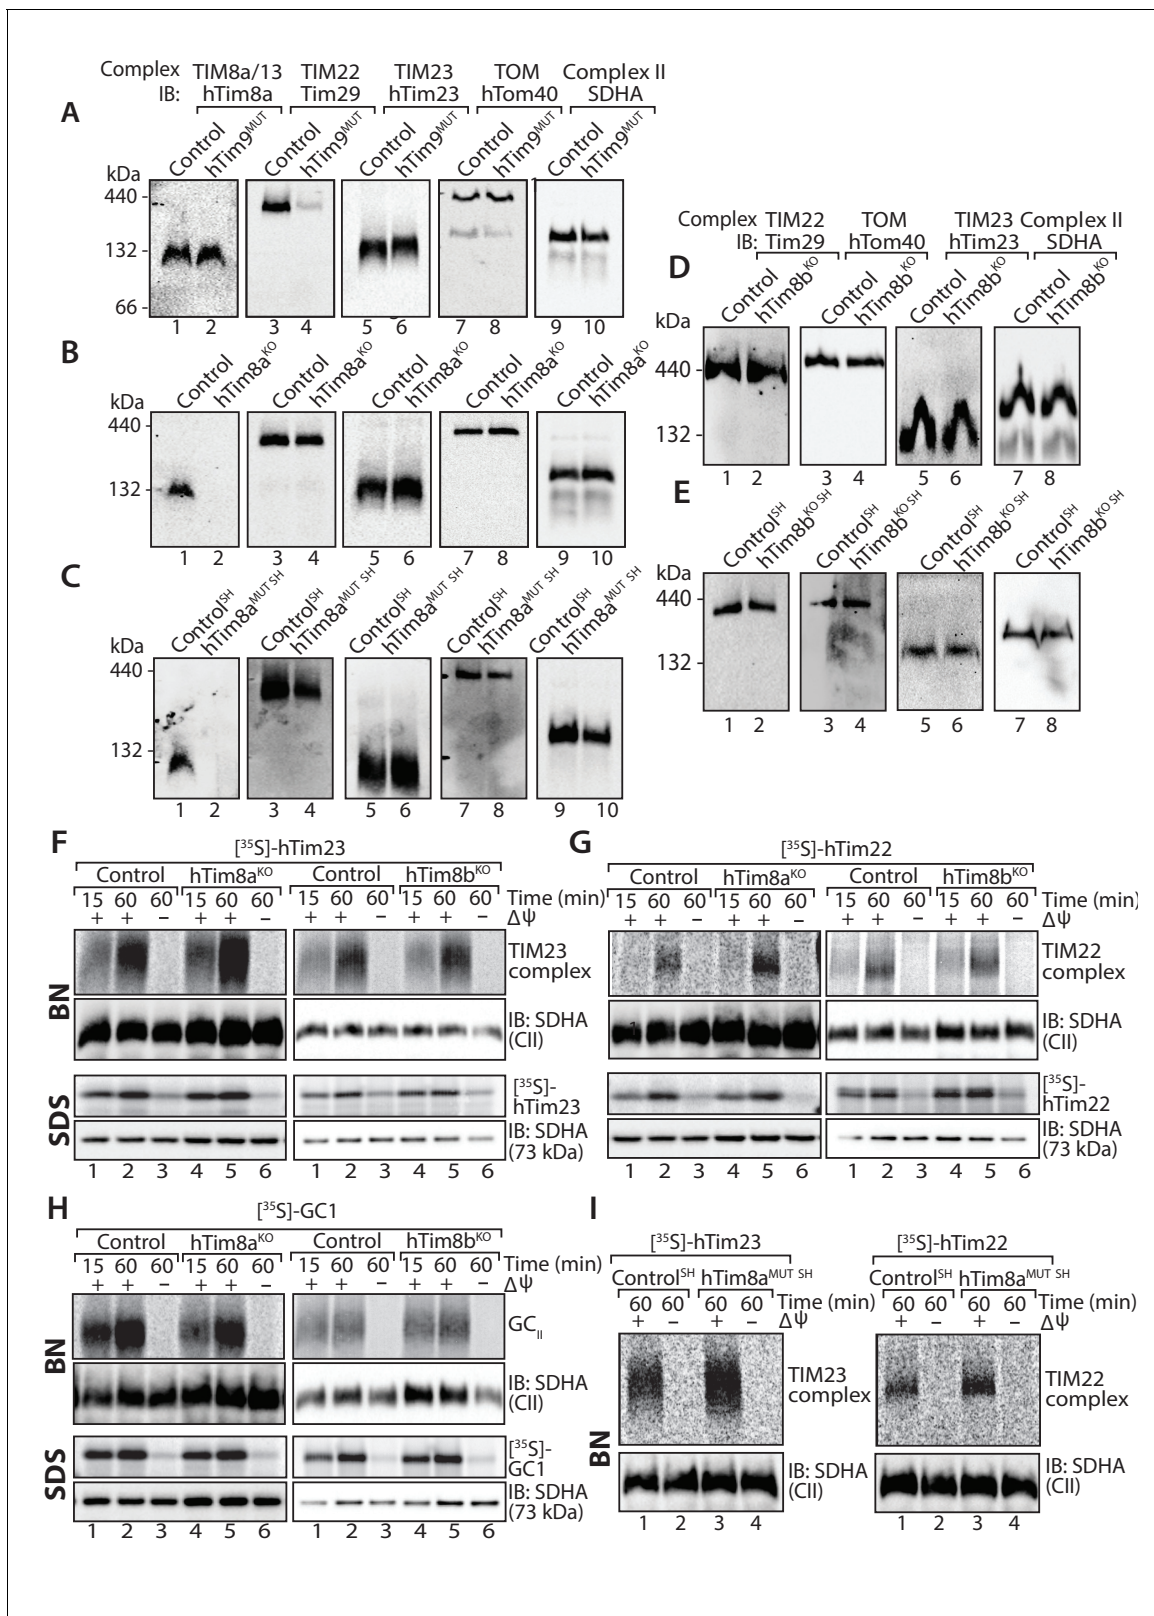 Complex TIM8a/13 TIM22 TIM23 TOM Complex II
IB: hTim8a Tim29 hTim23 hTom40 SDHA
A
Control hTim9MUT Control hTim9MUT Control hTim9MUT Control hTim9MUT Control hTim9MUT
kDa
440
132
66
1 2 3 4 5 6 7 8 9 10
B
Control hTim8aKO Control hTim8aKO Control hTim8aKO Control hTim8aKO Control hTim8aKO
kDa
440
132
1 2 3 4 5 6 7 8 9 10
C
ControlSH hTim8aMUT SH ControlSH hTim8aMUT SH ControlSH hTim8aMUT SH ControlSH hTim8aMUT SH ControlSH hTim8aMUT SH
kDa
440
132
1 2 3 4 5 6 7 8 9 10
Complex TIM22 TOM TIM23 Complex II
IB: Tim29 hTom40 hTim23 SDHA
D
Control hTim8bKO Control hTim8bKO Control hTim8bKO Control hTim8bKO
kDa
440
132
1 2 3 4 5 6 7 8
E
ControlSH hTim8bKO SH ControlSH hTim8bKO SH ControlSH hTim8bKO SH ControlSH hTim8bKO SH
kDa
440
132
1 2 3 4 5 6 7 8
F
[35S]-hTim23
Control hTim8aKO Control hTim8bKO
15 60 60 15 60 60 15 60 60 15 60 60 Time (min)
+ + − + + − + + − + + − Δψ
BN
TIM23
complex
IB: SDHA
(CII)
SDS
[35S]-
hTim23
IB: SDHA
(73 kDa)
1 2 3 4 5 6 1 2 3 4 5 6
G
[35S]-hTim22
Control hTim8aKO Control hTim8bKO
15 60 60 15 60 60 15 60 60 15 60 60 Time (min)
+ + − + + − + + − + + − Δψ
TIM22
complex
IB: SDHA
(CII)
[35S]-
hTim22
IB: SDHA
(73 kDa)
1 2 3 4 5 6 1 2 3 4 5 6
H
[35S]-GC1
Control hTim8aKO Control hTim8bKO
15 60 60 15 60 60 15 60 60 15 60 60 Time (min)
+ + − + + − + + − + + − Δψ
BN
GCII
IB: SDHA
(CII)
SDS
[35S]-
GC1
IB: SDHA
(73 kDa)
1 2 3 4 5 6 1 2 3 4 5 6
I
[35S]-hTim23 [35S]-hTim22
ControlSH hTim8aMUT SH ControlSH hTim8aMUT SH
60 60 60 60 Time (min) 60 60 60 60 Time (min)
+ − + − Δψ + − + − Δψ
BN
TIM23
complex
TIM22
complex
IB: SDHA
(CII)
IB: SDHA
(CII)
1 2 3 4 1 2 3 4